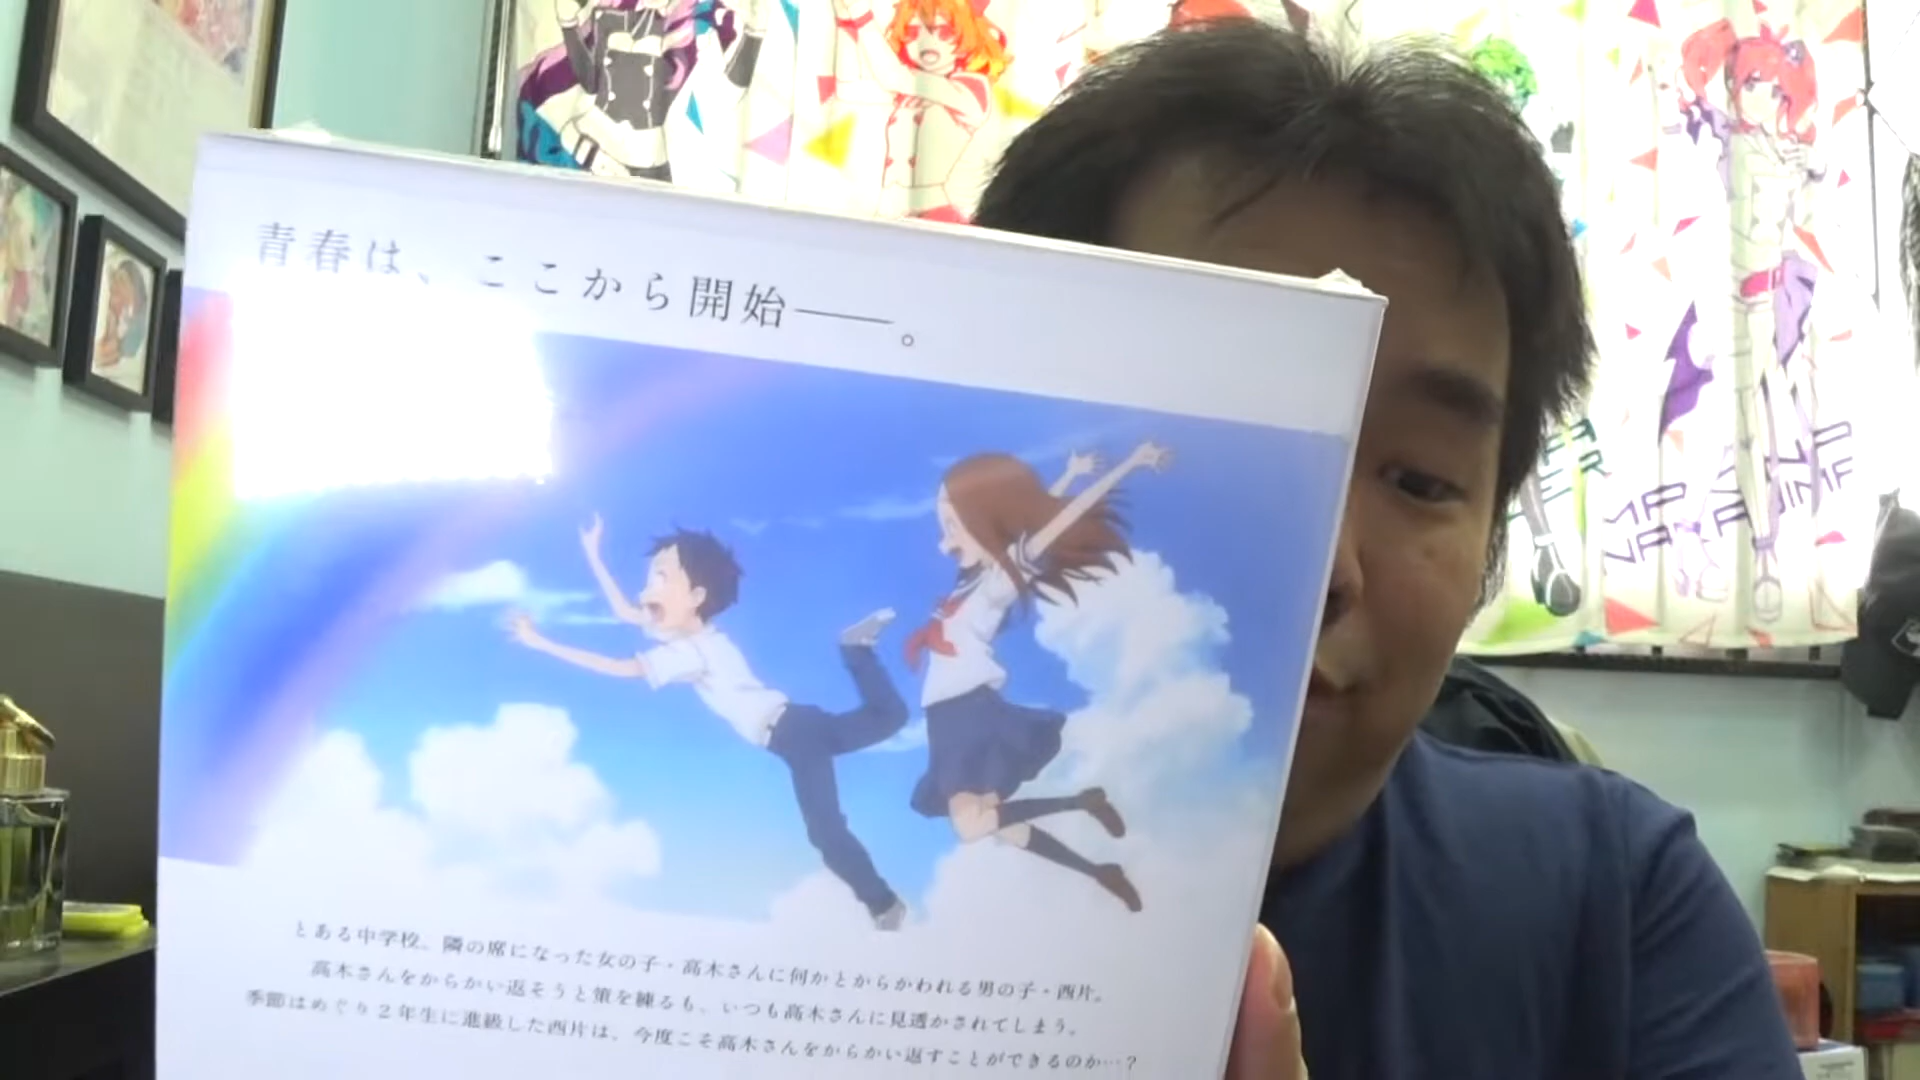 青春は、ここから開始――。
とある中学校。隣の席になった女の子・高木さんに何かとからかわれる男の子・西片。
高木さんをからかい返そうと策を練るも、いつも高木さんに見透かされてしまう。
季節はめぐり2年生に進級した西片は、今度こそ高木さんをからかい返すことができるのか…？